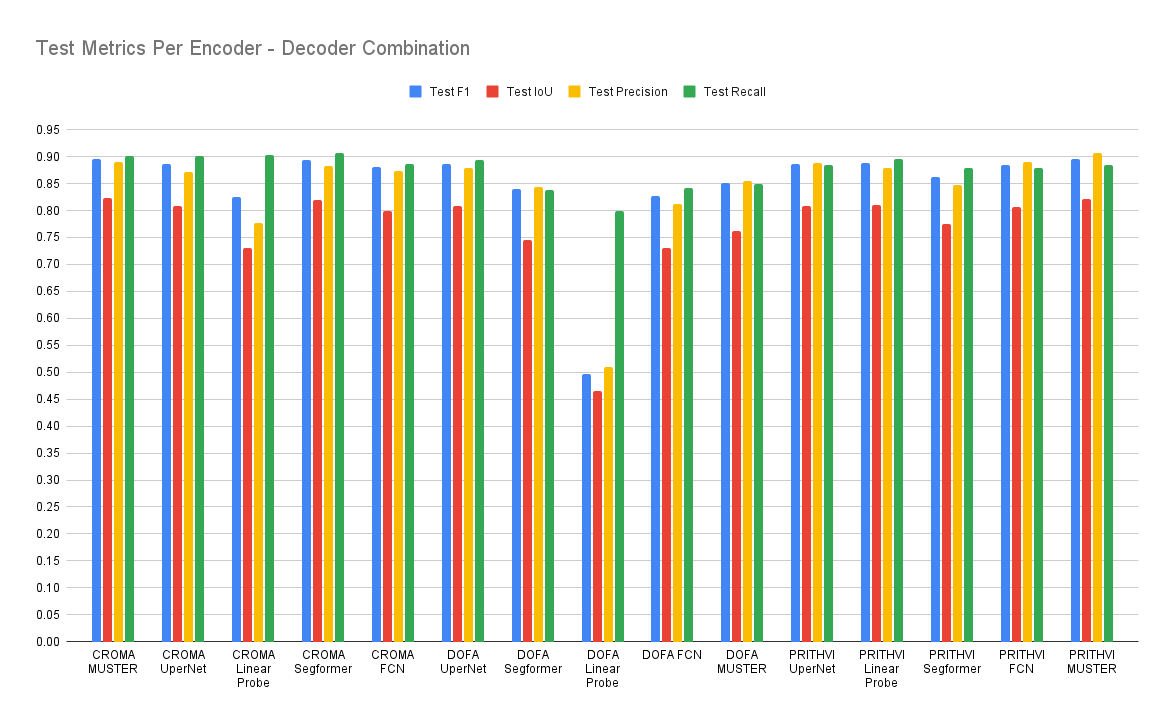 Test Metrics Per Encoder - Decoder Combination
Test F1 Test IoU Test Precision Test Recall
0.95
0.90
0.85
0.80
0.75
0.70
0.65
0.60
0.55
0.50
0.45
0.40
0.35
0.30
0.25
0.20
0.15
0.10
0.05
0.00
CROMA
MUSTER
CROMA
UperNet
CROMA
Linear
Probe
CROMA
Segformer
CROMA
FCN
DOFA
UperNet
DOFA
Segformer
DOFA
Linear
Probe
DOFA FCN
DOFA
MUSTER
PRITHVI
UperNet
PRITHVI
Linear
Probe
PRITHVI
Segformer
PRITHVI
FCN
PRITHVI
MUSTER